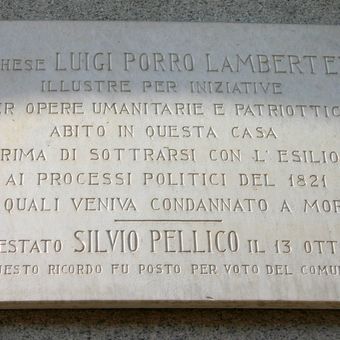 HESE LUIGI PORRO LAMBERTE
ILLUSTRE PER INIZIATIVE
ER OPERE UMANITARIE E PATRIOTTIC
ABITO IN QUESTA CASA
RIMA DI SOTTRARSI CON L'ESILIO
AI PROCESSI POLITICI DEL 1821
QUALI VENIVA CONDANNATO A MOR
ESTATO SILVIO PELLICO IL 13 OTT
UESTO RICORDO FU POSTO PER VOTO DEL COMU